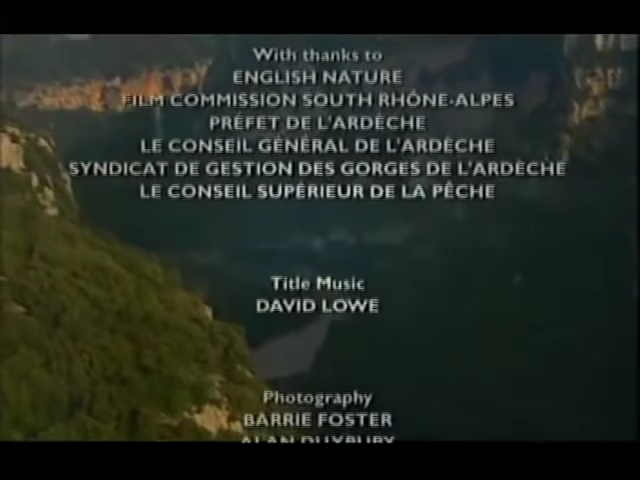 With thanks to
ENGLISH NATURE
FILM COMMISSION SOUTH RHÔNE-ALPES
PRÉFET DE L'ARDÈCHE
LE CONSEIL GÉNÉRAL DE L'ARDÈCHE
SYNDICAT DE GESTION DES GORGES DE L'ARDÈCHE
LE CONSEIL SUPÉRIEUR DE LA PÊCHE
Title Music
DAVID LOWE
Photography
BARRIE FOSTER
ALAN DUXBURY